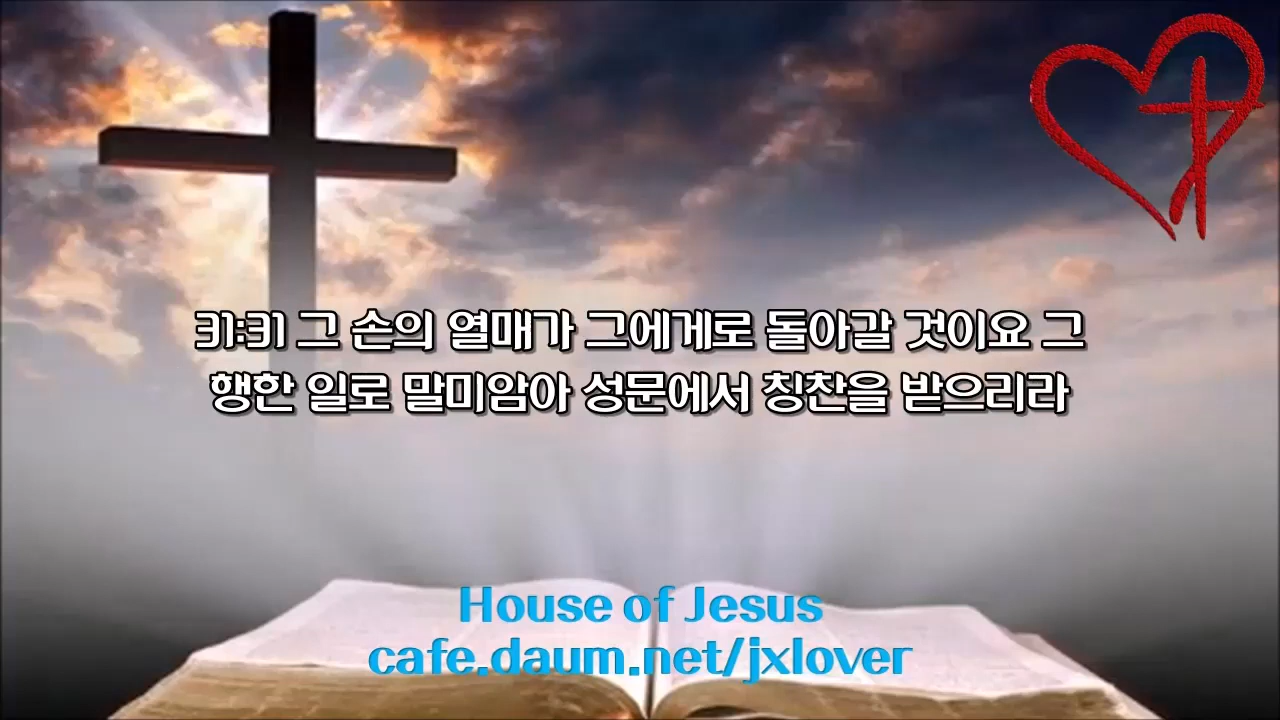 31:31 그 손의 열매가 그에게로 돌아갈 것이요 그
행한 일로 말미암아 성문에서 칭찬을 받으리라
House of Jesus
cafe.daum.net/jxlover